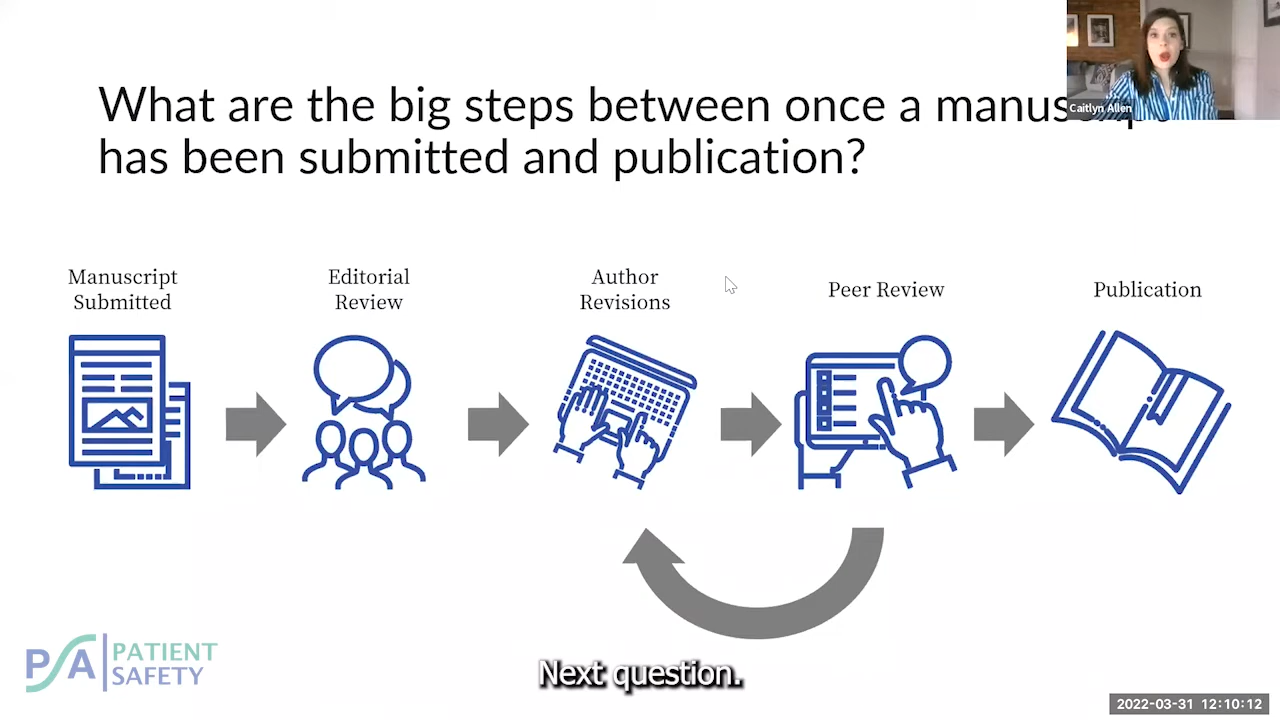 What are the big steps between once a
has been submitted and publication?
Caitlyn Allen
Manuscript
Submitted
Editorial
Review
Author
Revisions
Peer Review
Publication
PSA PATIENT
SAFETY
Next question.
2022-03-31 12:10:12